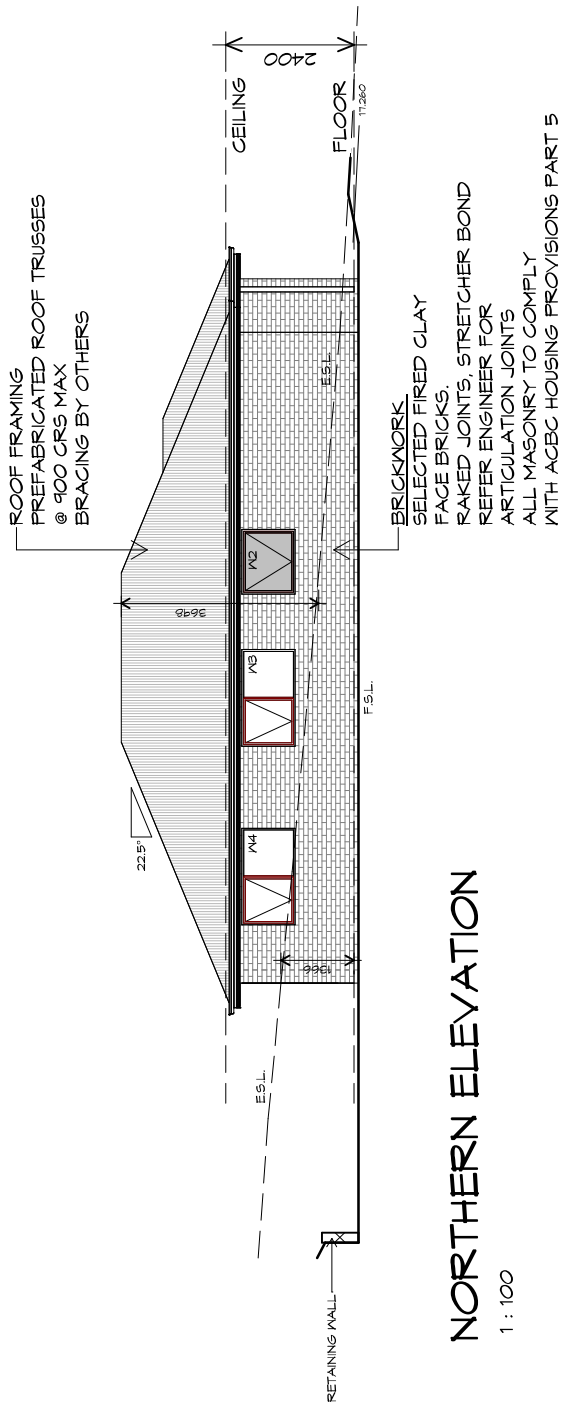 ROOF FRAMING
PREFABRICATED ROOF TRUSSES
@ 900 CRS MAX
BRACING BY OTHERS
22.5°
3698
CEILING
2400
FLOOR
17.260
W4
W3
W2
E.S.L.
E.S.L.
1366
F.S.L.
RETAINING WALL
BRICKWORK
SELECTED FIRED CLAY
FACE BRICKS.
RAKED JOINTS, STRETCHER BOND
REFER ENGINEER FOR
ARTICULATION JOINTS
ALL MASONRY TO COMPLY
WITH ACBC HOUSING PROVISIONS PART 5
NORTHERN ELEVATION
1 : 100